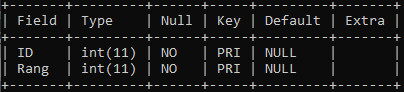 +-------+---------+------+-----+---------+-------+
| Field | Type    | Null | Key | Default | Extra |
+-------+---------+------+-----+---------+-------+
| ID    | int(11) | NO   | PRI | NULL    |       |
| Rang  | int(11) | NO   | PRI | NULL    |       |
+-------+---------+------+-----+---------+-------+